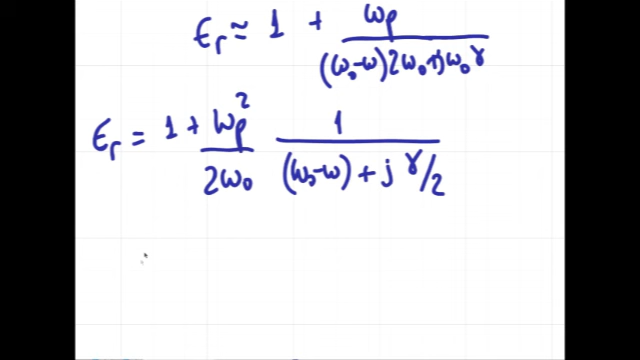 ϵr ≈ 1 + ωp / ((ω0-ω)2ω0+jω0γ)
ϵr = 1 + ωp² / 2ω0 1 / ((ω0-ω) + j γ/2)